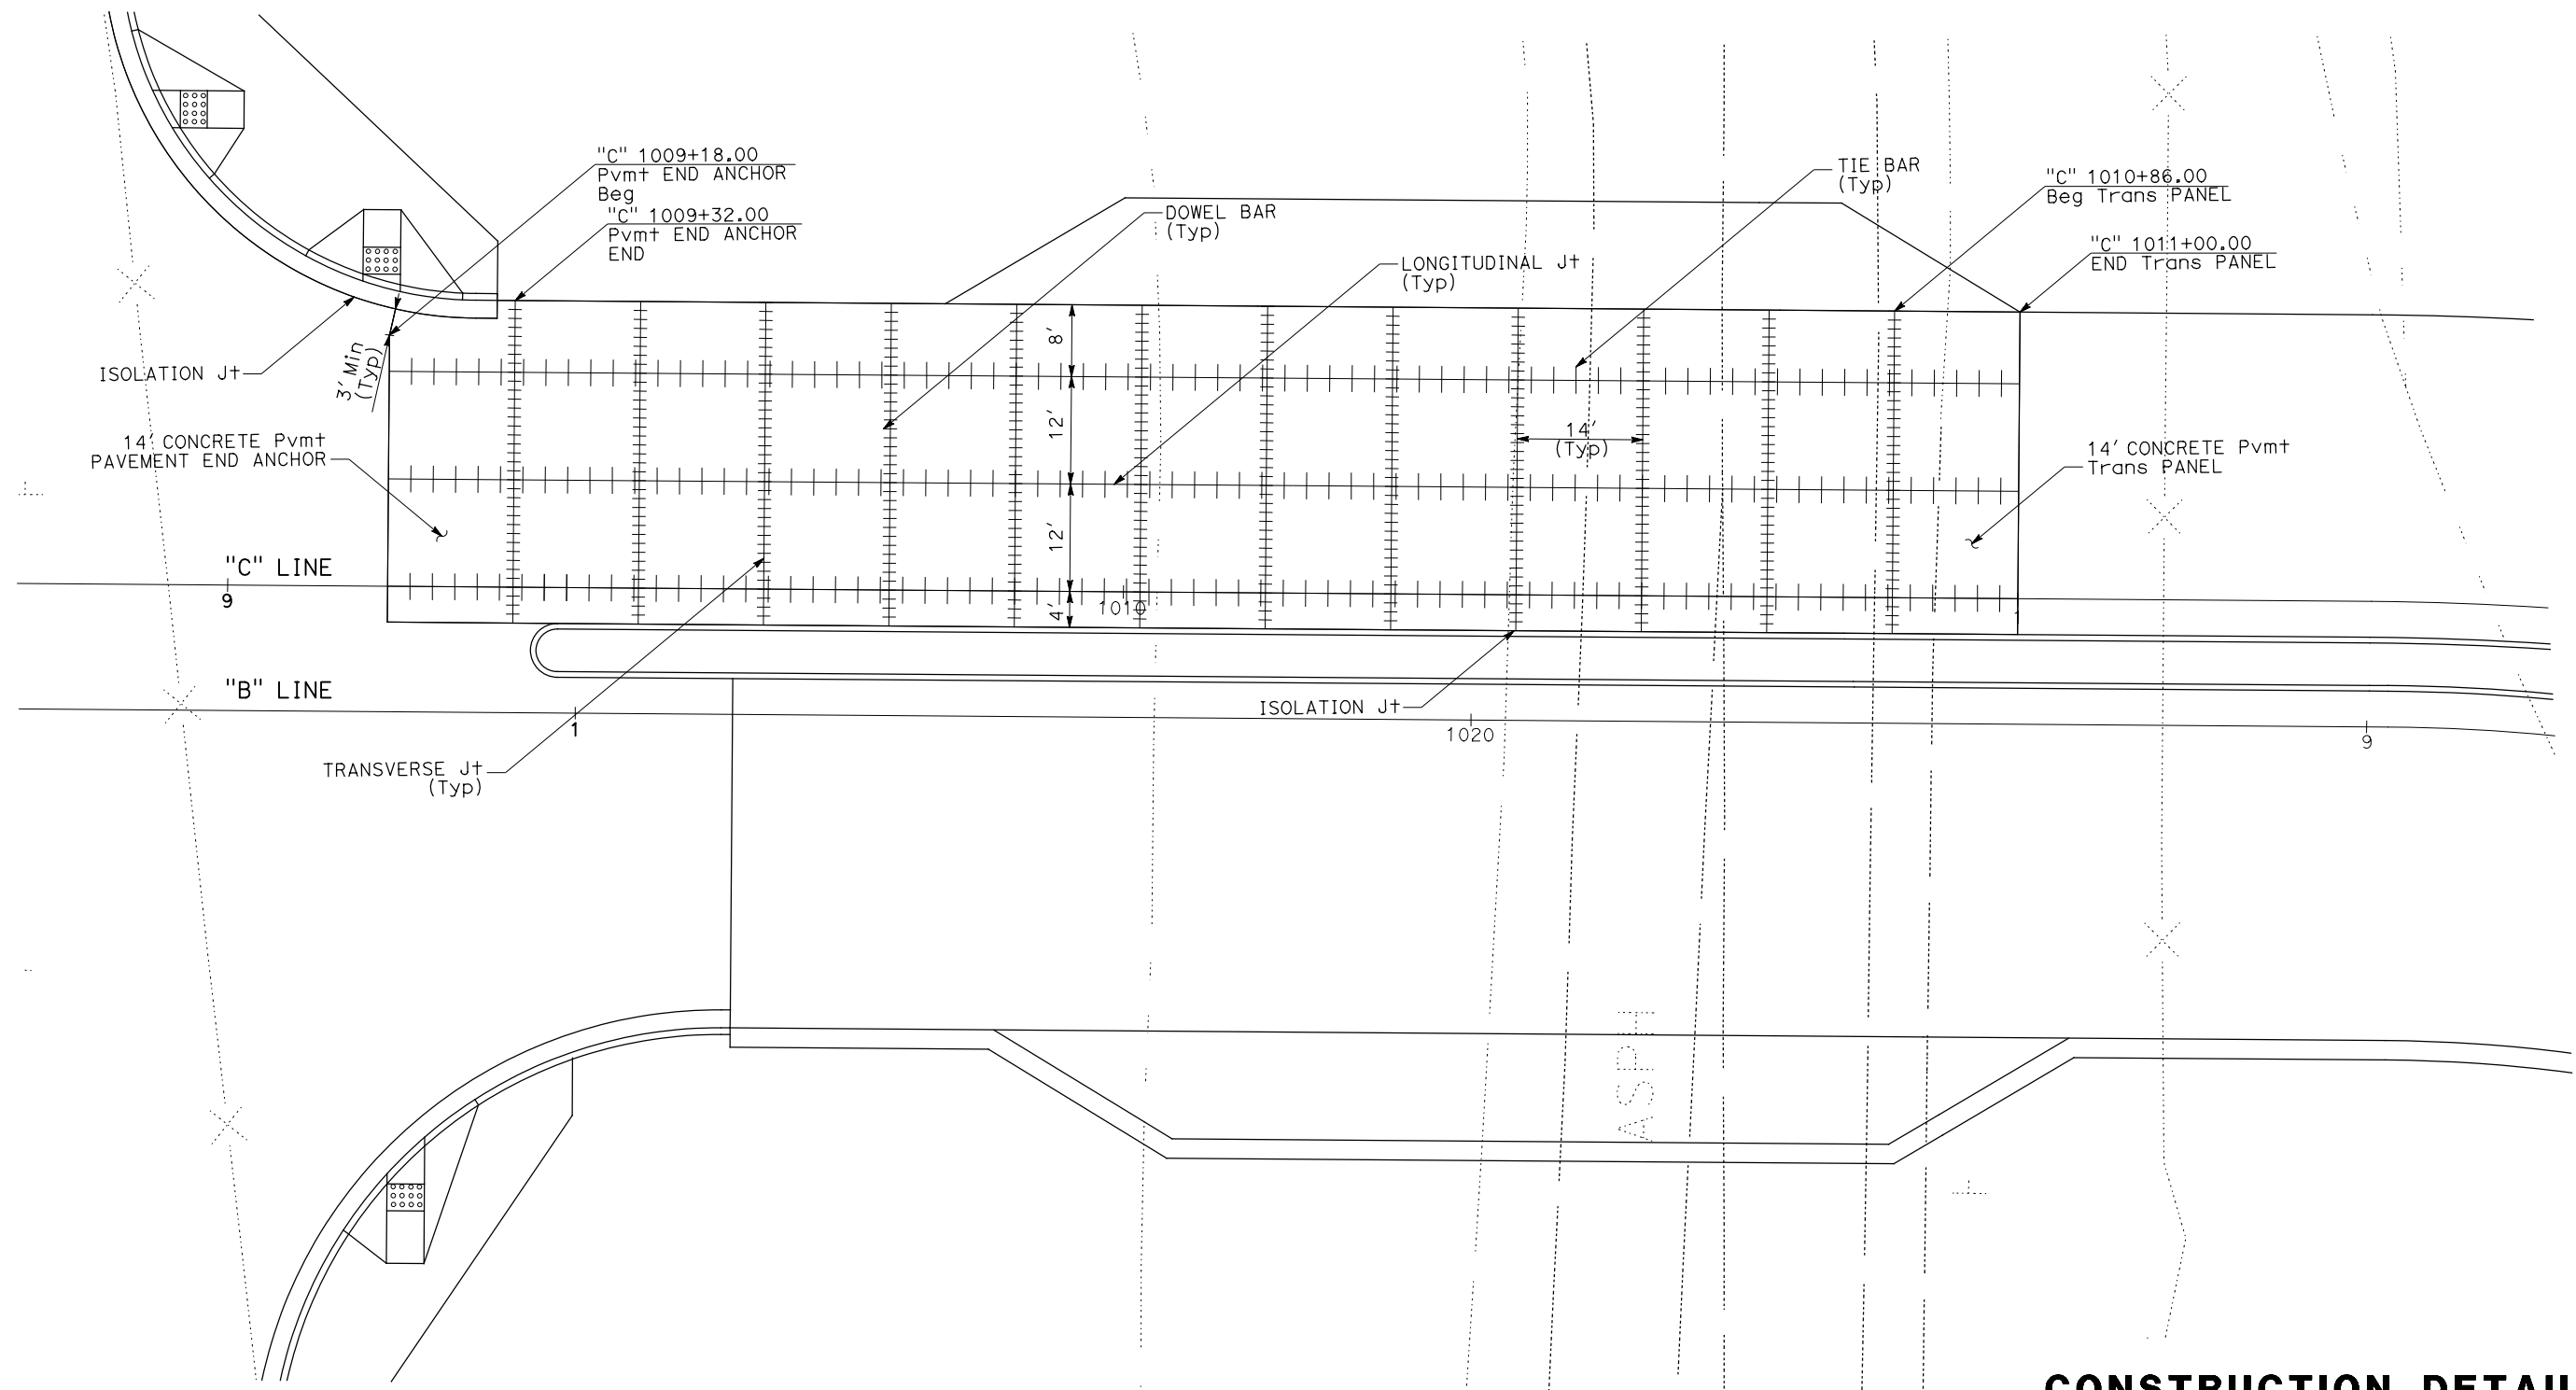 "C" 1009+18.00
Pvmt END ANCHOR
Beg
"C" 1009+32.00
Pvmt END ANCHOR
END
DOWEL BAR
(Typ)
LONGITUDINAL Jt
(Typ)
TIE BAR
(Typ)
"C" 1010+86.00
Beg Trans PANEL
"C" 1011+00.00
END Trans PANEL
ISOLATION Jt
3' Min
(Typ)
8'
12'
12'
4'
14'
(Typ)
14' CONCRETE Pvmt
PAVEMENT END ANCHOR
14' CONCRETE Pvmt
Trans PANEL
"C" LINE
9
1010
1
"B" LINE
1
1020
9
ISOLATION Jt
TRANSVERSE Jt
(Typ)
ASPH
CONSTRUCTION DETAI